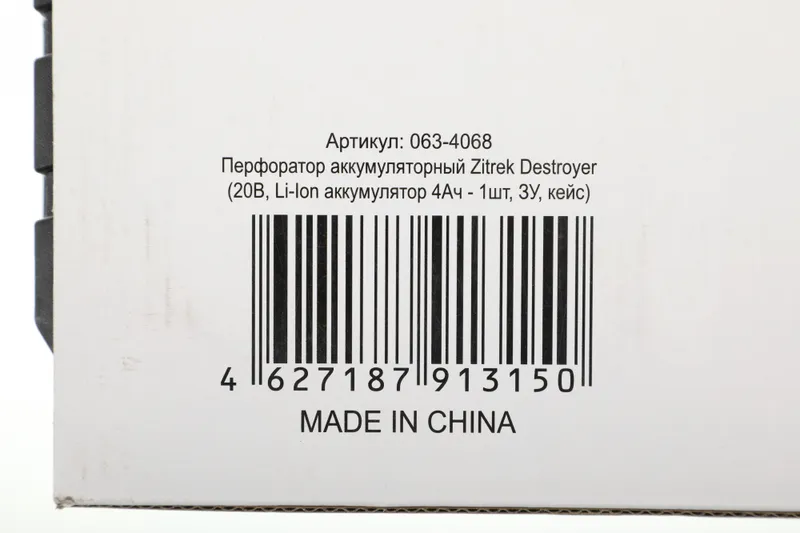 Артикул: 063-4068
Перфоратор аккумуляторный Zitrek Destroyer
(20В, Li-Ion аккумулятор 4Ач - 1шт, ЗУ, кейс)
4 627187 913150
MADE IN CHINA